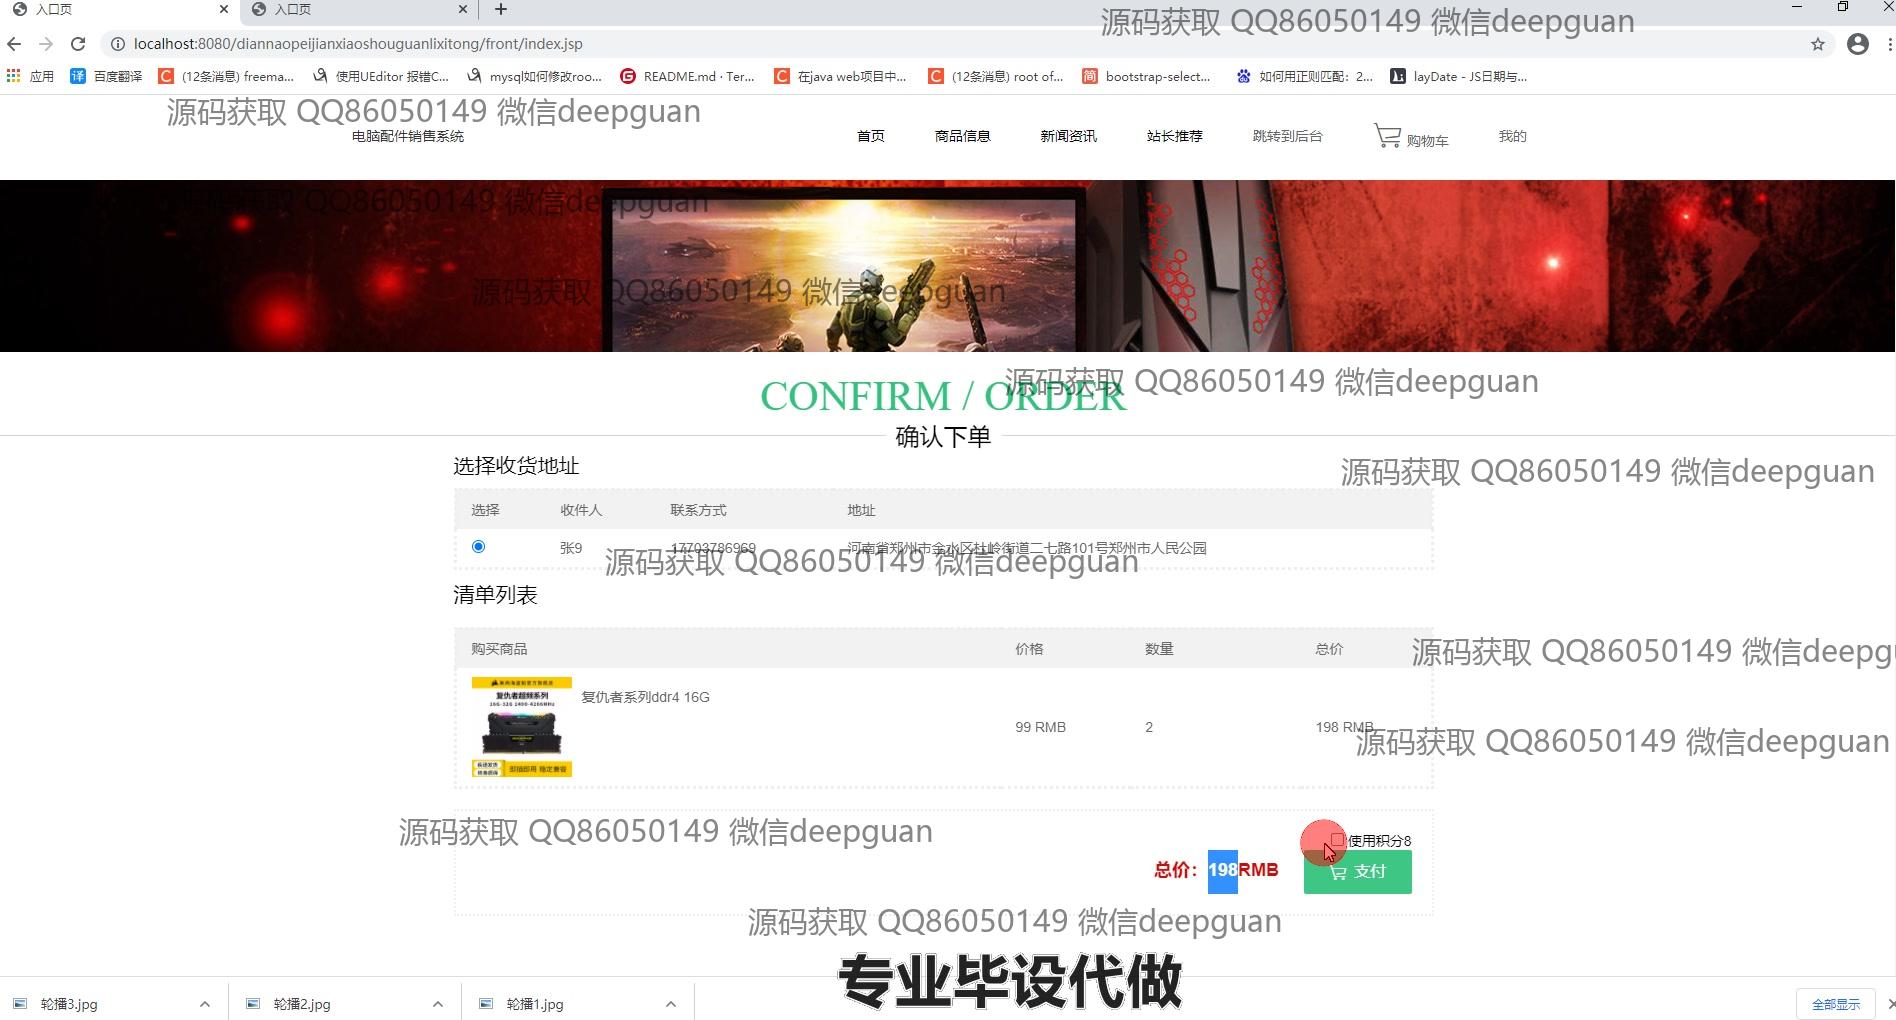 入口页
入口页
源码获取 QQ86050149 微信deepguan
localhost:8080/diannaopeijianxiaoshouguanlixitong/front/index.jsp
应用 百度翻译 (12条消息) freema... 使用UEditor 报错C... mysql如何修改roo... README.md · Ter... 在java web项目中... (12条消息) root of... bootstrap-select... 如何用正则匹配：2... layDate - JS日期与...
源码获取 QQ86050149 微信deepguan
电脑配件销售系统 首页 商品信息 新闻资讯 站长推荐 跳转到后台 购物车 我的
源码获取 QQ86050149 微信deepguan
源码获取 QQ86050149 微信deepguan
源码获取 QQ86050149 微信deepguan
CONFIRM / ORDER
确认下单
选择收货地址
源码获取 QQ86050149 微信deepguan
选择 收件人 联系方式 地址
张9 17703786969 河南省郑州市金水区杜岭街道二七路101号郑州市人民公园
源码获取 QQ86050149 微信deepguan
清单列表
购买商品 价格 数量 总价
源码获取 QQ86050149 微信deepg
复仇者超频系列
16G-32G 2400-4266MHz
复仇者系列ddr4 16G
99 RMB 2 198 RMB
源码获取 QQ86050149 微信deepguan
即插即用 稳定兼容
源码获取 QQ86050149 微信deepguan
使用积分8
总价：198RMB 支付
源码获取 QQ86050149 微信deepguan
专业毕设代做
轮播3.jpg 轮播2.jpg 轮播1.jpg 全部显示